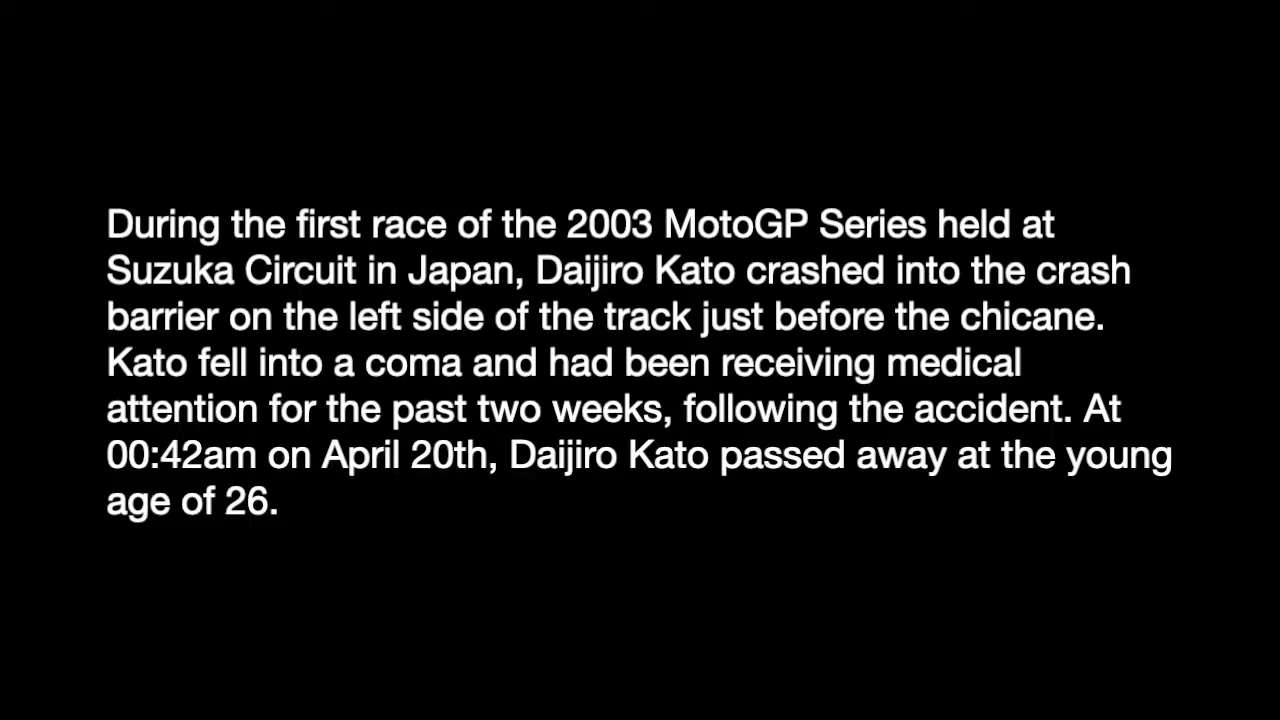 During the first race of the 2003 MotoGP Series held at
Suzuka Circuit in Japan, Daijiro Kato crashed into the crash
barrier on the left side of the track just before the chicane.
Kato fell into a coma and had been receiving medical
attention for the past two weeks, following the accident. At
00:42am on April 20th, Daijiro Kato passed away at the young
age of 26.